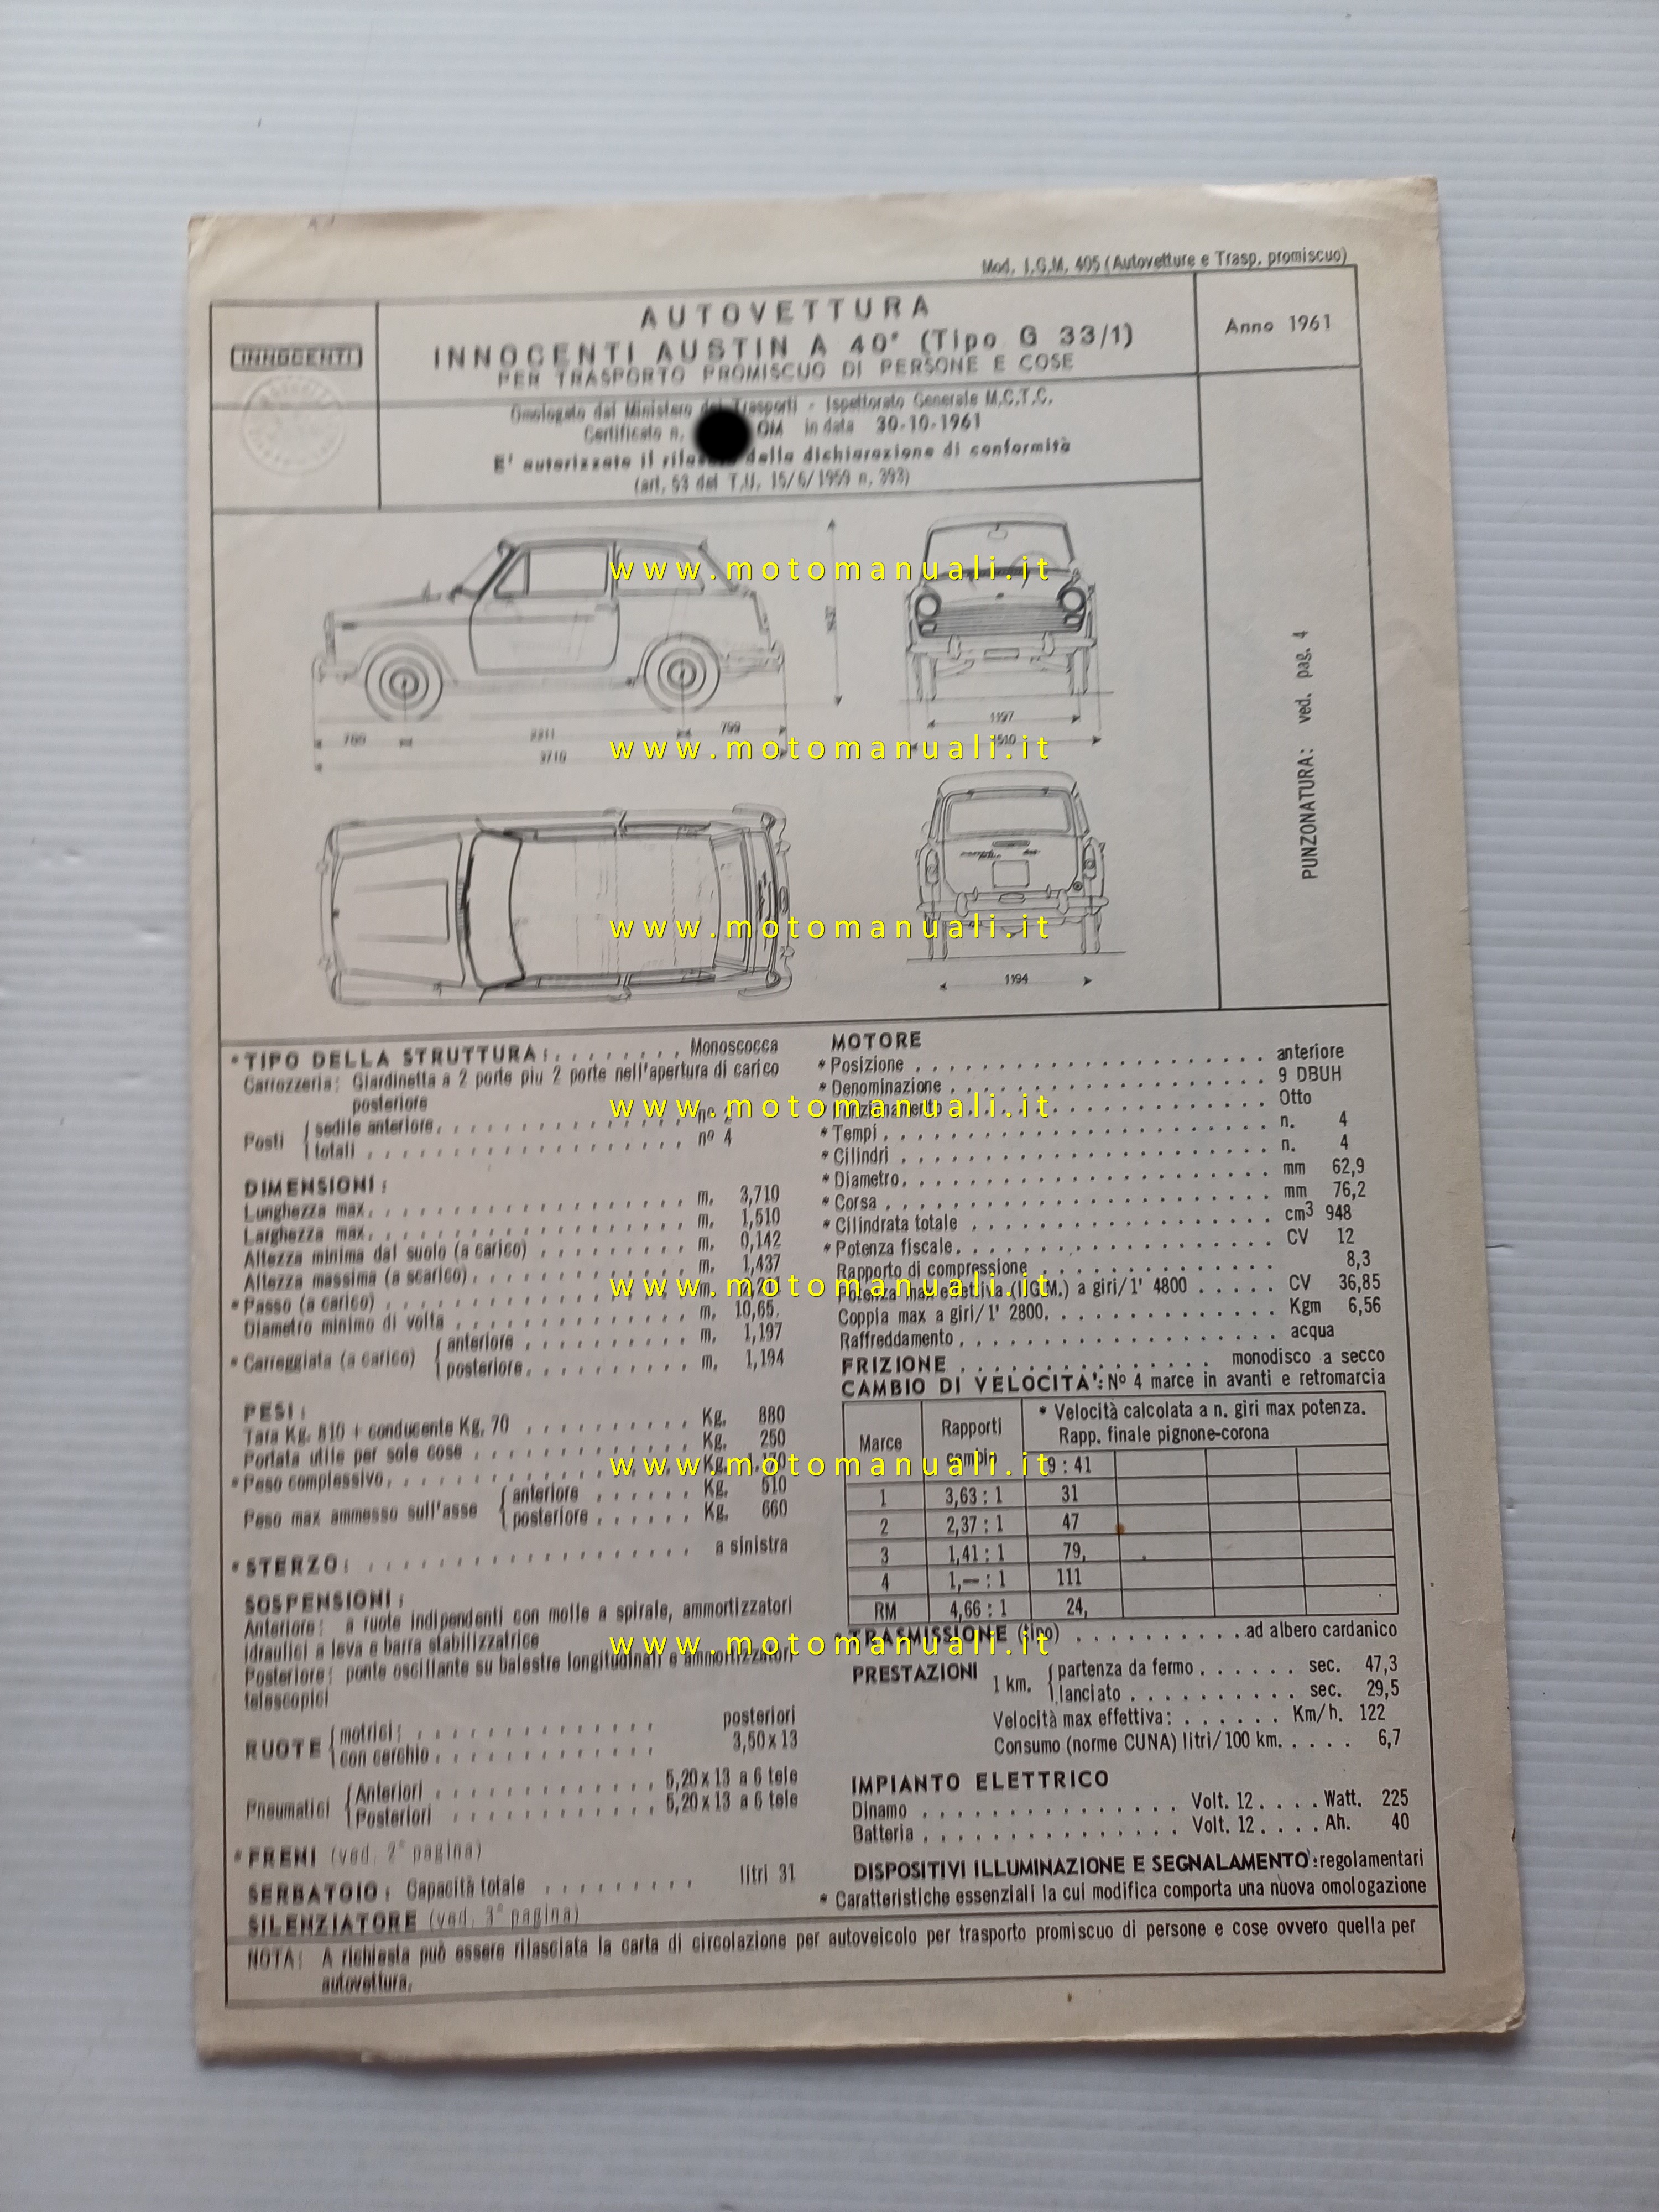 Mod. I.G.M. 405 (Autovetture e Trasp. promiscuo)
INNOCENTI
AUTOVETTURA
INNOCENTI AUSTIN A 40" (Tipo G 33/1)
PER TRASPORTO PROMISCUO DI PERSONE E COSE
Anno 1961
Omologato dal Ministero dei Trasporti - Ispettorato Generale M.C.T.C.
Certificato n. OM in data 30-10-1961
E' autorizzato il rilascio della dichiarazione di conformità
(art. 53 del T.U. 15/6/1959 n. 393)
www.motomanuali.it
PUNZONATURA: ved. pag. 4
799
1197
3710
1510
www.motomanuali.it
www.motomanuali.it
1194
*TIPO DELLA STRUTTURA: . . . . . . . . Monoscocca
Carrozzeria: Giardinetta a 2 porte piu 2 porte nell'apertura di carico
posteriore
Posti
sedile anteriore. . . . . . . . . . . . . . . . nº 2
totali . . . . . . . . . . . . . . . . . . . nº 4
DIMENSIONI:
Lunghezza max. . . . . . . . . . . . . . . . . m. 3,710
Larghezza max. . . . . . . . . . . . . . . . . m. 1,510
Altezza minima dal suolo (a carico) . . . . . . . . . m. 0,142
Altezza massima (a scarico). . . . . . . . . . . . m. 1,437
*Passo (a carico) . . . . . . . . . . . . . . . . m.
Diametro minimo di volta . . . . . . . . . . . . . m. 10,65.
*Carreggiata (a carico)
anteriore . . . . . . . . . . m. 1,197
posteriore. . . . . . . . . . m. 1,194
PESI:
Tara Kg. 810 + conducente Kg. 70 . . . . . . . . . . Kg. 880
Portata utile per sole cose . . . . . . . . . . . . . Kg. 250
*Peso complessivo. . . . . . . . . . . . . . . . Kg.
Peso max ammesso sull'asse
anteriore . . . . . . Kg. 510
posteriore . . . . . . Kg. 660
*STERZO: . . . . . . . . . . . . . . . . . . . a sinistra
SOSPENSIONI:
Anteriore: a ruote indipendenti con molle a spirale, ammortizzatori
idraulici a leva e barra stabilizzatrice
Posteriore: ponte oscillante su balestre longitudinali e ammortizzatori
telescopici
RUOTE
motrici: . . . . . . . . . . . . . . posteriori
con cerchio . . . . . . . . . . . . . 3,50 x 13
Pneumatici
Anteriori . . . . . . . . . . . . . 5,20 x 13 a 6 tele
Posteriori . . . . . . . . . . . . . 5,20 x 13 a 6 tele
*FRENI (ved. 2ª pagina)
SERBATOIO: Capacità totale . . . . . . . . . litri 31
SILENZIATORE (ved. 3ª pagina)
MOTORE
*Posizione . . . . . . . . . . . . . . . . . . . . . anteriore
*Denominazione . . . . . . . . . . . . . . . . . . . 9 DBUH
Funzionamento . . . . . . . . . . . . . . . . . . . Otto
www.motomanuali.it
*Tempi . . . . . . . . . . . . . . . . . . . . . . n. 4
*Cilindri . . . . . . . . . . . . . . . . . . . . . n. 4
*Diametro. . . . . . . . . . . . . . . . . . . . . mm 62,9
*Corsa . . . . . . . . . . . . . . . . . . . . . . mm 76,2
*Cilindrata totale . . . . . . . . . . . . . . . . . cm3 948
*Potenza fiscale. . . . . . . . . . . . . . . . . . CV 12
Rapporto di compressione . . . . . . . . . . . . . . 8,3
Potenza max effettiva (I.G.M.) a giri/1' 4800 . . . . . CV 36,85
www.motomanuali.it
Coppia max a giri/1' 2800. . . . . . . . . . . . . . Kgm 6,56
Raffreddamento . . . . . . . . . . . . . . . . . . acqua
FRIZIONE . . . . . . . . . . . . . . . . monodisco a secco
CAMBIO DI VELOCITA': Nº 4 marce in avanti e retromarcia
Marce Rapporti cambio * Velocità calcolata a n. giri max potenza.
Rapp. finale pignone-corona
9 : 41
www.motomanuali.it
1 3,63 : 1 31
2 2,37 : 1 47
3 1,41 : 1 79,
4 1,— : 1 111
RM 4,66 : 1 24,
*TRASMISSIONE (tipo) . . . . . . . . . . ad albero cardanico
www.motomanuali.it
PRESTAZIONI
1 km.
partenza da fermo . . . . . . sec. 47,3
lanciato . . . . . . . . . . sec. 29,5
Velocità max effettiva: . . . . . . Km/h. 122
Consumo (norme CUNA) litri/100 km. . . . . 6,7
IMPIANTO ELETTRICO
Dinamo . . . . . . . . . . . . . . . . Volt. 12 . . . . Watt. 225
Batteria . . . . . . . . . . . . . . . . Volt. 12 . . . . Ah. 40
DISPOSITIVI ILLUMINAZIONE E SEGNALAMENTO: regolamentari
* Caratteristiche essenziali la cui modifica comporta una nuova omologazione
NOTA: A richiesta può essere rilasciata la carta di circolazione per autoveicolo per trasporto promiscuo di persone e cose ovvero quella per
autovettura.